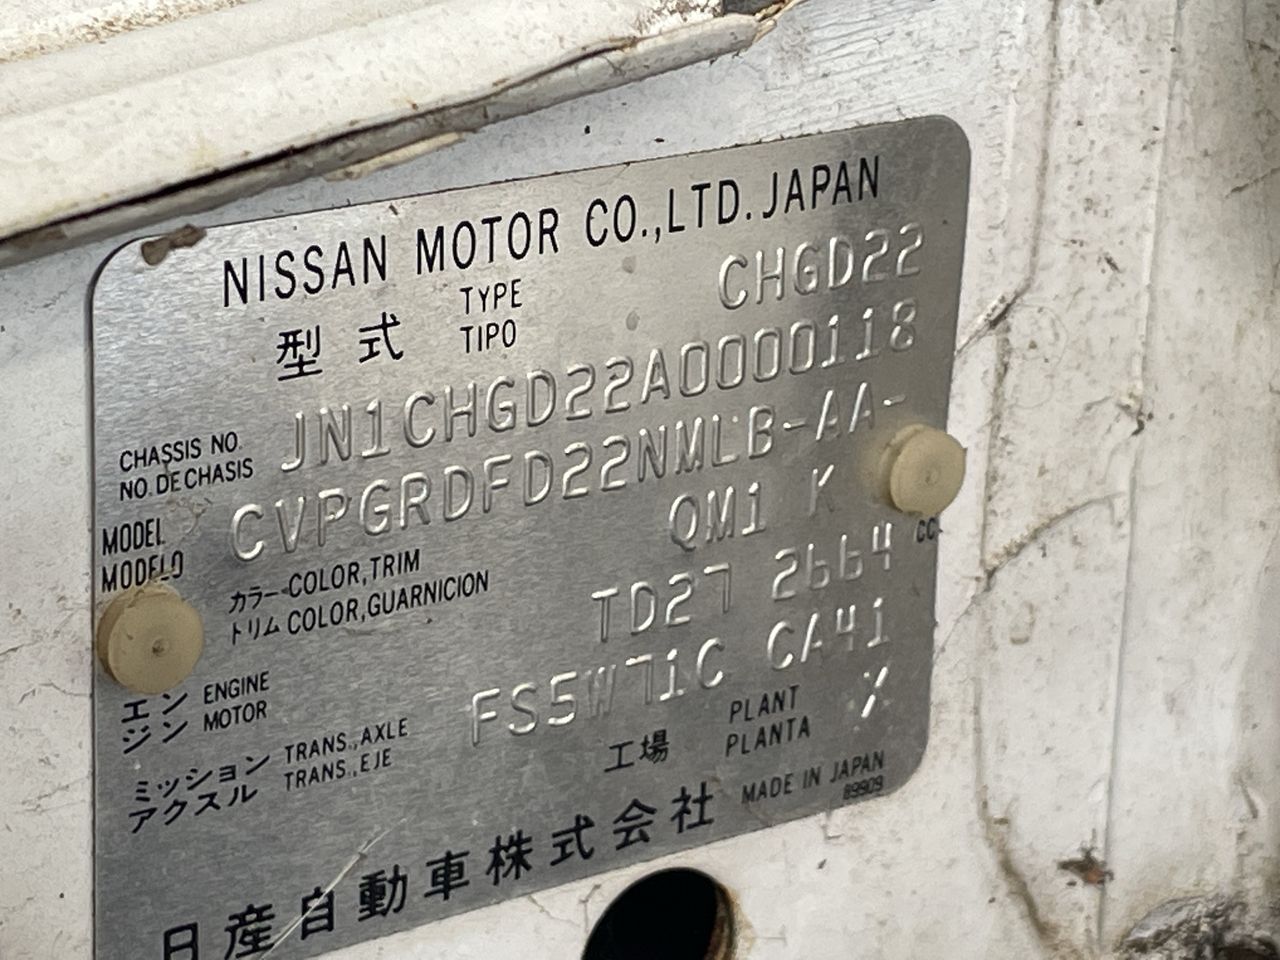 NISSAN MOTOR CO.,LTD. JAPAN
型式 TYPE TIPO CHGD22
CHASSIS NO. NO. DE CHASIS JN1CHGD22A0000118
MODEL MODELO CVPGRDFD22NMLB-AA-
カラー COLOR,TRIM トリム COLOR,GUARNICION QM1 K
エンジン ENGINE MOTOR TD27 2664 CC.
ミッション TRANS.,AXLE アクスル TRANS.,EJE FS5W71C CA41
工場 PLANT PLANTA
MADE IN JAPAN
89909
日産自動車株式会社